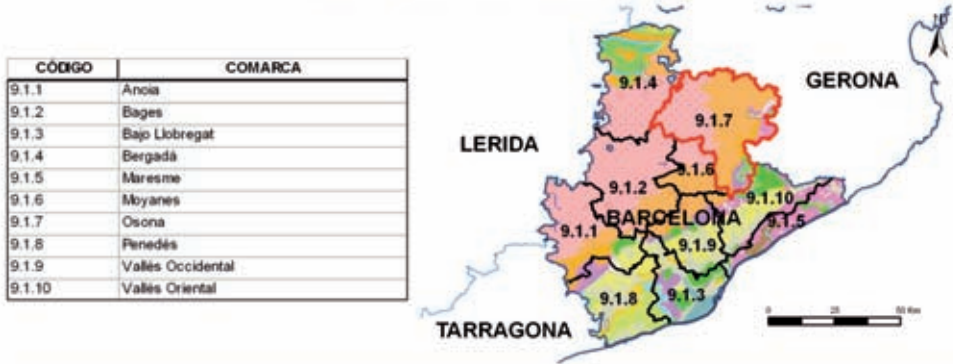 CÓDIGO COMARCA
9.1.1 Anoia
9.1.2 Bages
9.1.3 Bajo Llobregat
9.1.4 Bergadá
9.1.5 Maresme
9.1.6 Moyanes
9.1.7 Osona
9.1.8 Penedés
9.1.9 Vallés Occidental
9.1.10 Vallés Oriental
N
GERONA
9.1.4
9.1.7
LERIDA
9.1.6
9.1.2
9.1.10
BARCELONA
9.1.5
9.1.1
9.1.9
9.1.8
9.1.3
TARRAGONA
0 25 50 Km